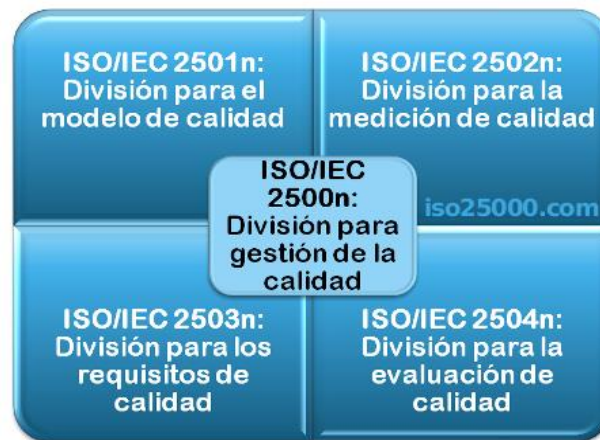 ISO/IEC 2501n:
División para el
modelo de calidad
ISO/IEC 2502n:
División para la
medición de calidad
ISO/IEC
2500n:
División para
gestión de la
calidad
iso25000.com
ISO/IEC 2503n:
División para los
requisitos de
calidad
ISO/IEC 2504n:
División para la
evaluación de
calidad